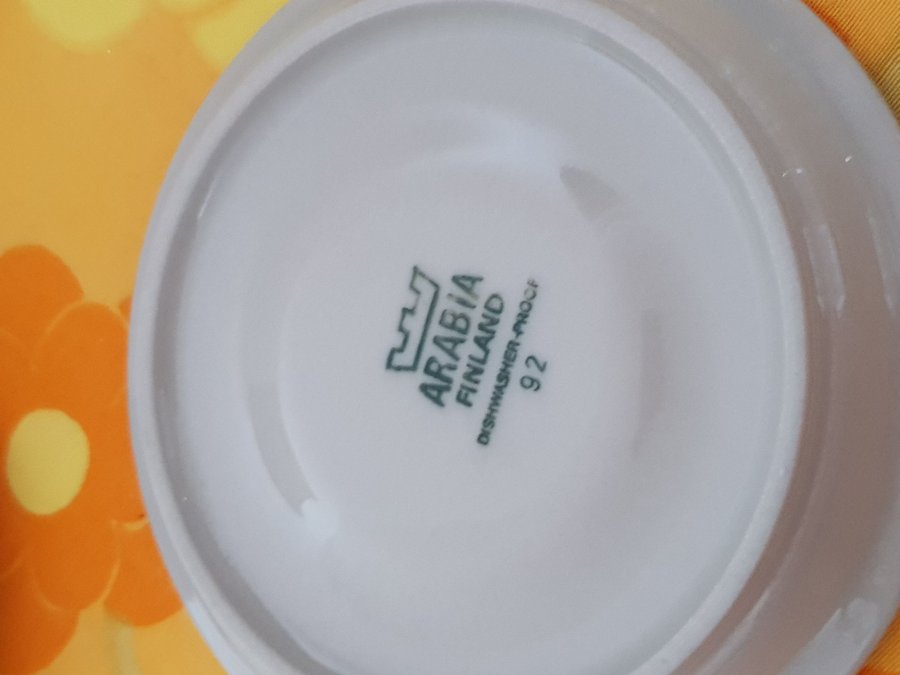 ARABIA
FINLAND
DISHWASHER-PROOF
92